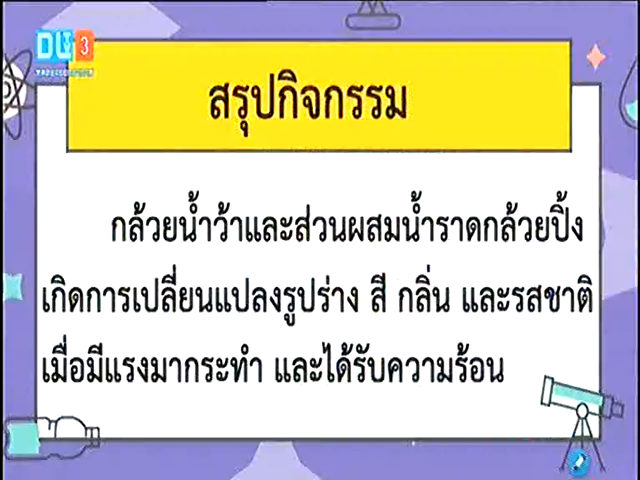 DLTV 3
สรุปกิจกรรม
กล้วยน้ำว้าและส่วนผสมน้ำราดกล้วยปิ้ง
เกิดการเปลี่ยนแปลงรูปร่าง สี กลิ่น และรสชาติ
เมื่อมีแรงมากระทำ และได้รับความร้อน